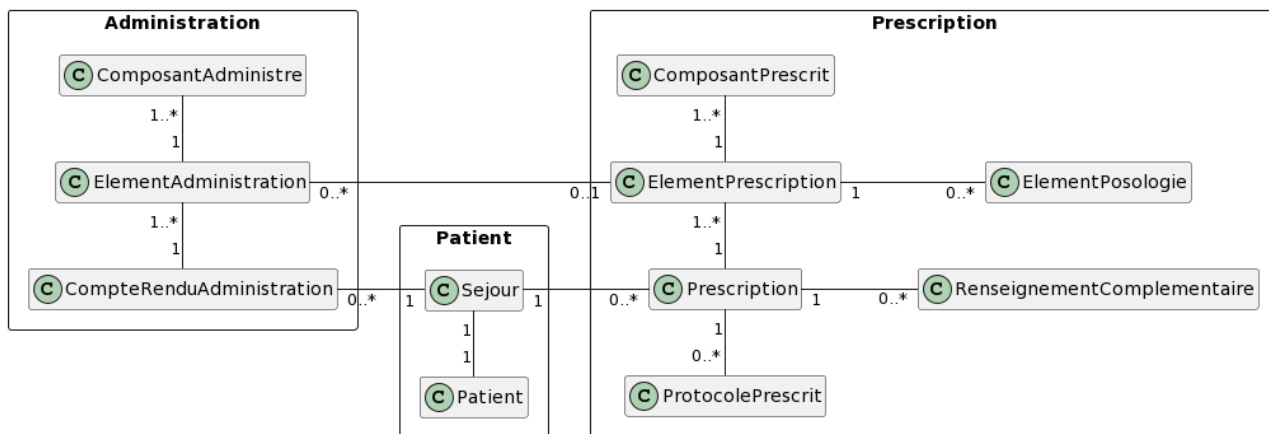 Administration
Prescription
C ComposantAdministre
C ComposantPrescrit
1..*
1
1..*
1
C ElementAdministration
0..*
0..1
C ElementPrescription
1
0..*
C ElementPosologie
1..*
1
1..*
1
Patient
C CompteRenduAdministration
0..*
1
C Sejour
1
0..*
C Prescription
1
0..*
C RenseignementComplementaire
1
1
1
0..*
C Patient
C ProtocolePrescrit